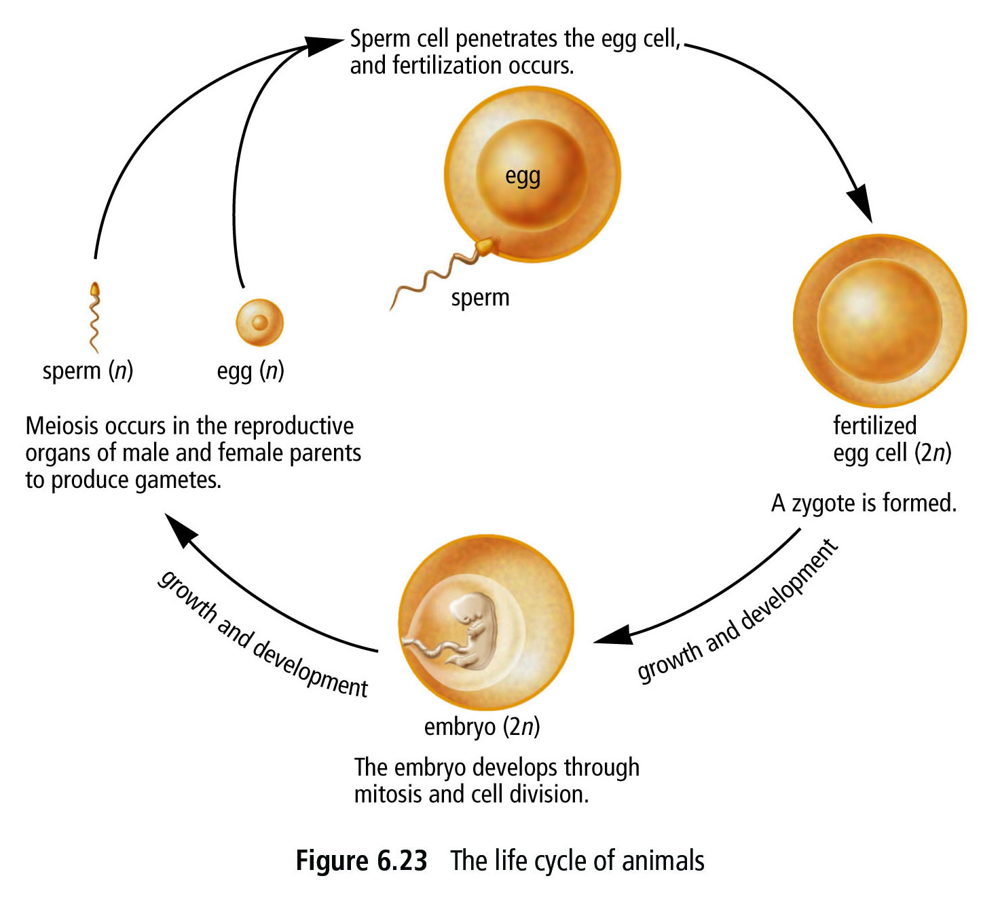 Sperm cell penetrates the egg cell,
and fertilization occurs.
egg
sperm
sperm (n)
egg (n)
Meiosis occurs in the reproductive
organs of male and female parents
to produce gametes.
fertilized
egg cell (2n)
A zygote is formed.
growth and development
growth and development
embryo (2n)
The embryo develops through
mitosis and cell division.
Figure 6.23 The life cycle of animals